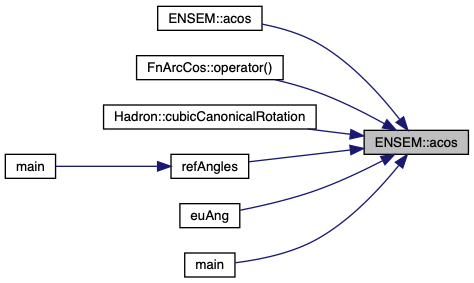 ENSEM::acos
FnArcCos::operator()
Hadron::cubicCanonicalRotation
ENSEM::acos
main
refAngles
euAng
main